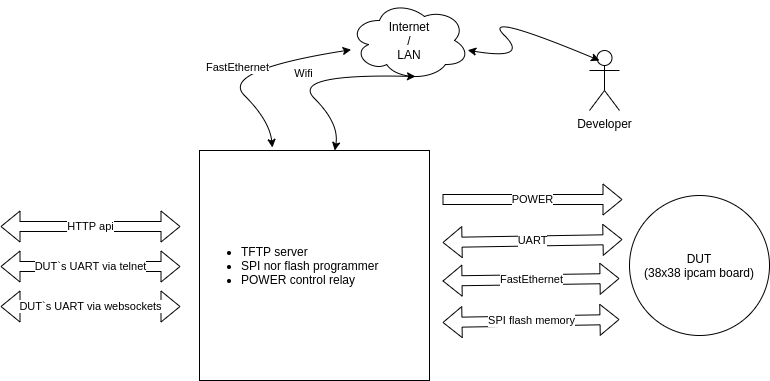 Internet
/
LAN
FastEthernet
Wifi
Developer
HTTP api
DUT`s UART via telnet
DUT`s UART via websockets
TFTP server
SPI nor flash programmer
POWER control relay
POWER
UART
FastEthernet
SPI flash memory
DUT
(38x38 ipcam board)